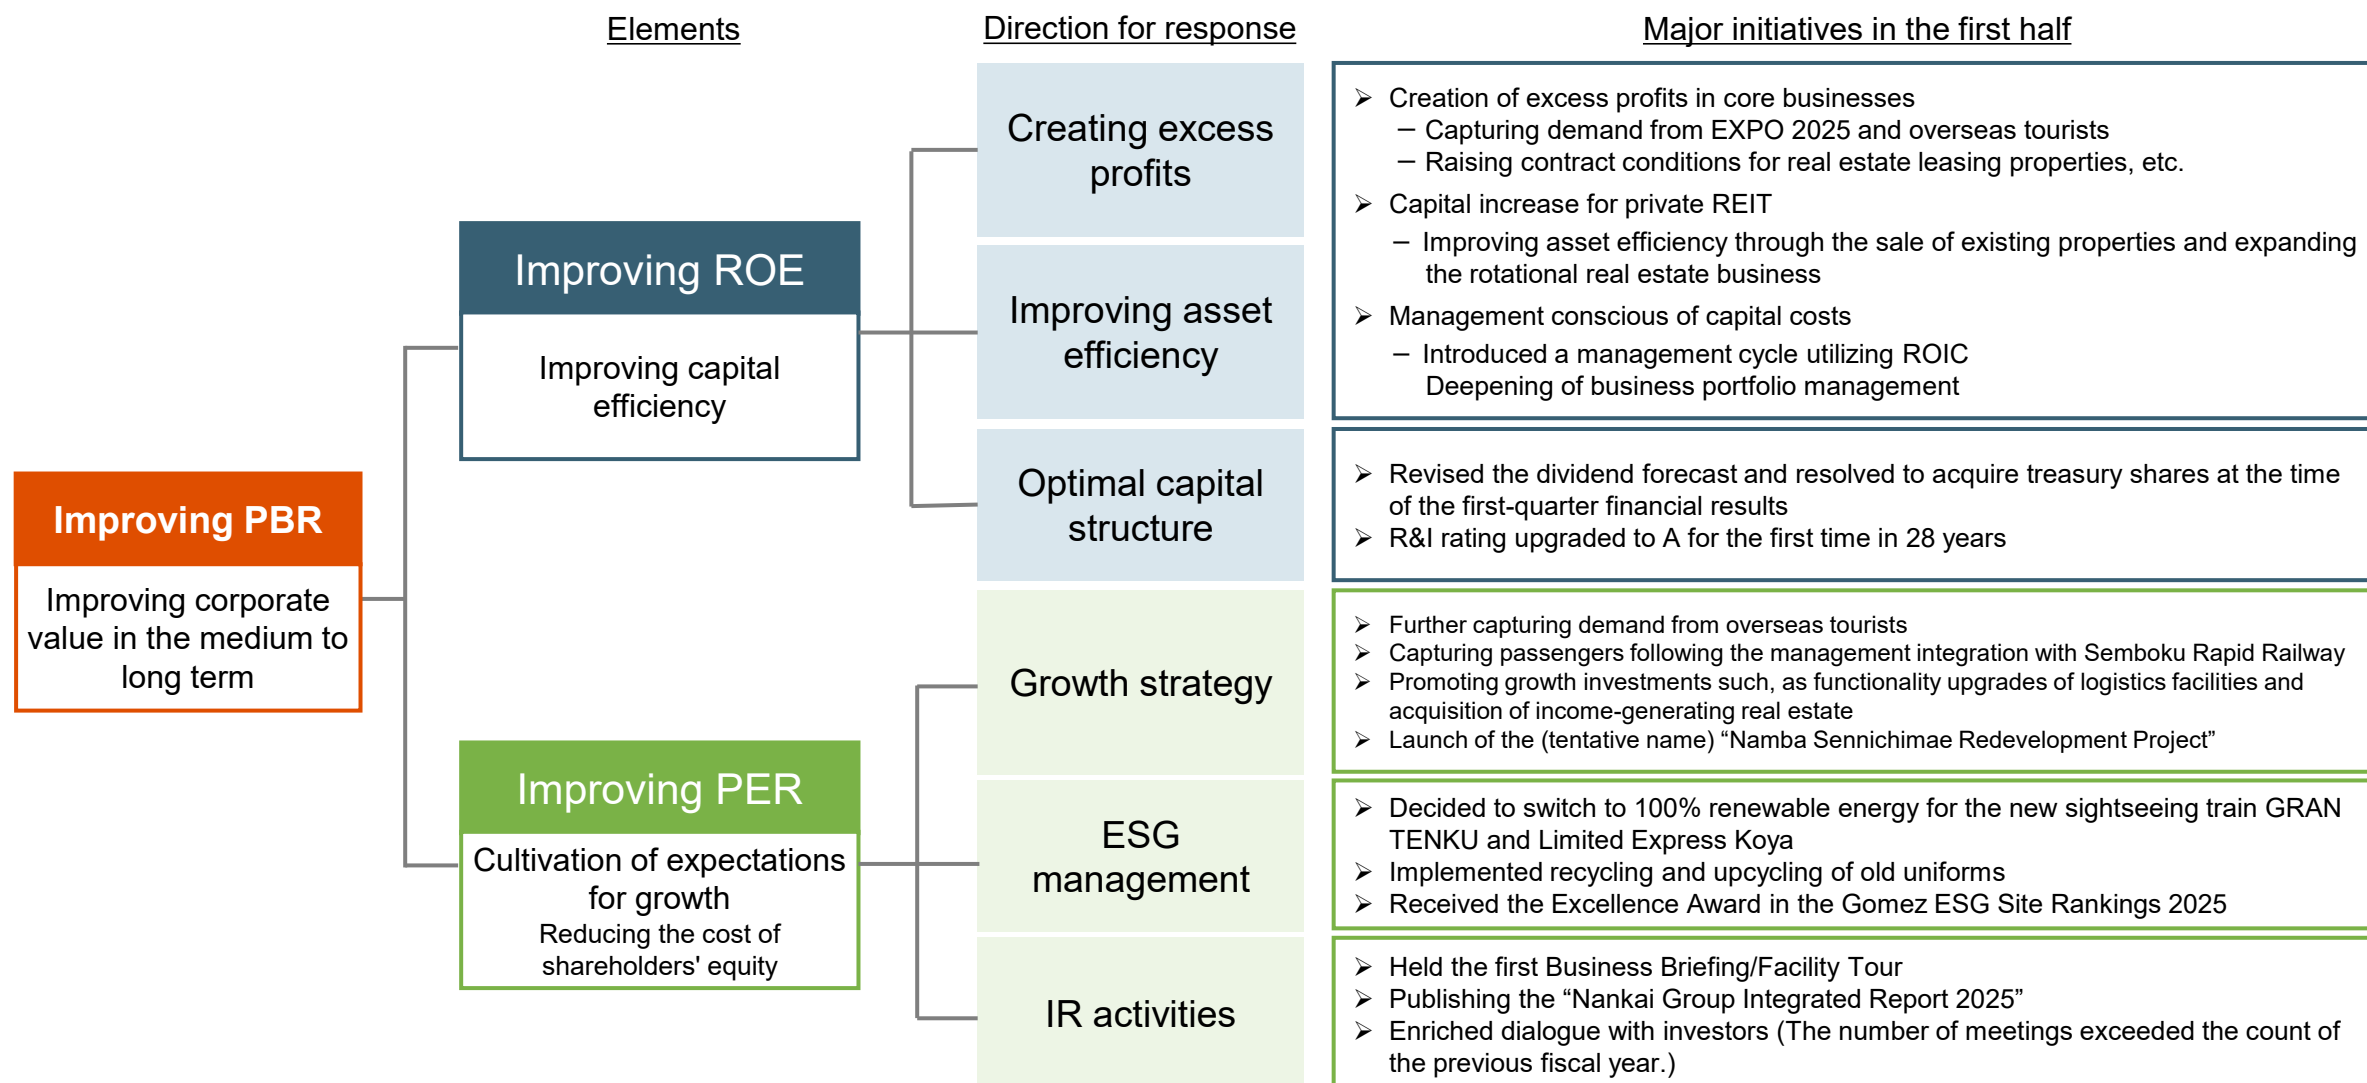 Elements
Direction for response
Major initiatives in the first half
Improving PBR
Improving corporate
value in the medium to
long term
Improving ROE
Improving capital
efficiency
Creating excess
profits
Improving asset
efficiency
Optimal capital
structure
➢ Creation of excess profits in core businesses
– Capturing demand from EXPO 2025 and overseas tourists
– Raising contract conditions for real estate leasing properties, etc.
➢ Capital increase for private REIT
– Improving asset efficiency through the sale of existing properties and expanding
the rotational real estate business
➢ Management conscious of capital costs
– Introduced a management cycle utilizing ROIC
Deepening of business portfolio management
➢ Revised the dividend forecast and resolved to acquire treasury shares at the time
of the first-quarter financial results
➢ R&I rating upgraded to A for the first time in 28 years
Improving PER
Cultivation of expectations
for growth
Reducing the cost of
shareholders' equity
Growth strategy
ESG
management
IR activities
➢ Further capturing demand from overseas tourists
➢ Capturing passengers following the management integration with Semboku Rapid Railway
➢ Promoting growth investments such, as functionality upgrades of logistics facilities and
acquisition of income-generating real estate
➢ Launch of the (tentative name) “Namba Sennichimae Redevelopment Project”
➢ Decided to switch to 100% renewable energy for the new sightseeing train GRAN
TENKU and Limited Express Koya
➢ Implemented recycling and upcycling of old uniforms
➢ Received the Excellence Award in the Gomez ESG Site Rankings 2025
➢ Held the first Business Briefing/Facility Tour
➢ Publishing the “Nankai Group Integrated Report 2025”
➢ Enriched dialogue with investors (The number of meetings exceeded the count of
the previous fiscal year.)